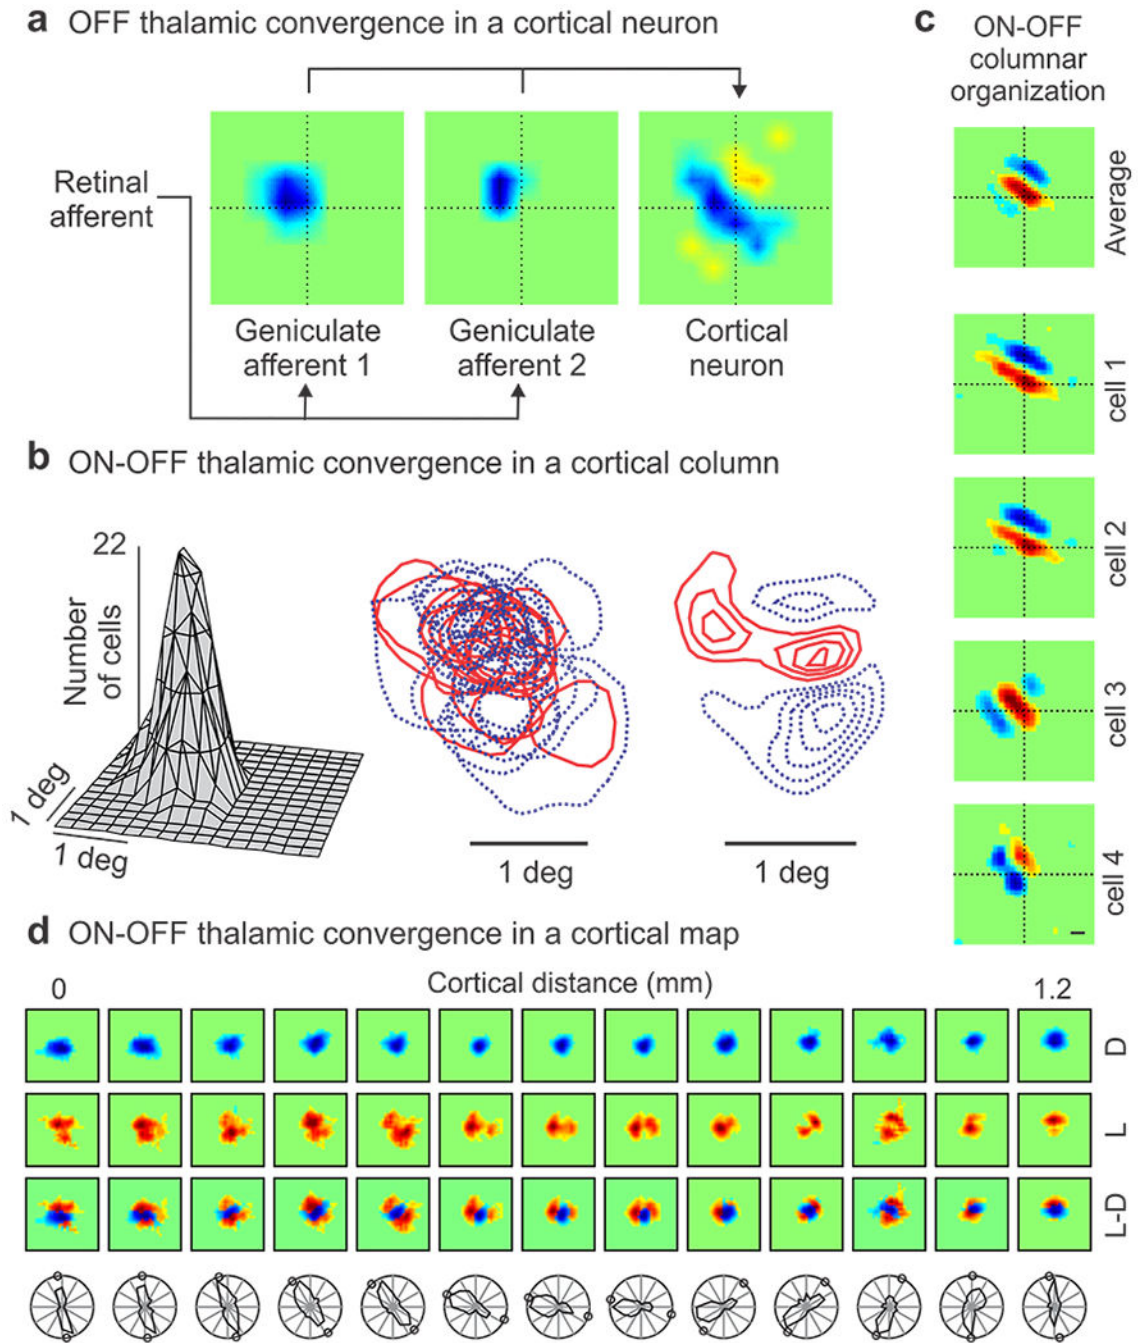 a OFF thalamic convergence in a cortical neuron
Retinal
afferent
Geniculate
afferent 1
Geniculate
afferent 2
Cortical
neuron
b ON-OFF thalamic convergence in a cortical column
22
Number
of cells
1 deg
1 deg
1 deg
1 deg
c ON-OFF
columnar
organization
Average
cell 1
cell 2
cell 3
cell 4
d ON-OFF thalamic convergence in a cortical map
0
Cortical distance (mm)
1.2
D
L
L-D